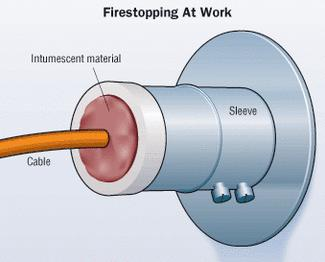 Firestopping At Work
Intumescent material
Sleeve
Cable